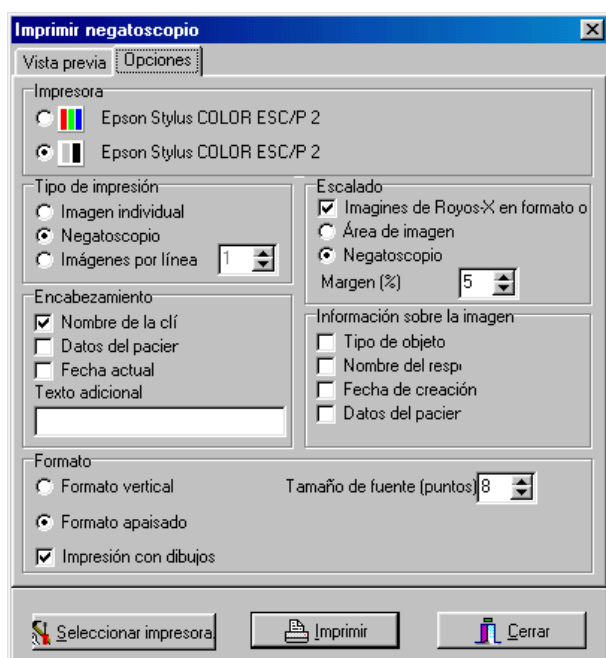 Imprimir negatoscopio
Vista previa
Opciones
Impresora
Epson Stylus COLOR ESC/P 2
Epson Stylus COLOR ESC/P 2
Tipo de impresión
Imagen individual
Negatoscopio
Imágenes por línea 1
Escalado
Imagines de Royos-X en formato o
Área de imagen
Negatoscopio
Margen (%) 5
Encabezamiento
Nombre de la clí
Datos del pacier
Fecha actual
Texto adicional
Información sobre la imagen
Tipo de objeto
Nombre del resp
Fecha de creación
Datos del pacier
Formato
Formato vertical
Tamaño de fuente (puntos) 8
Formato apaisado
Impresión con dibujos
Seleccionar impresora
Imprimir
Cerrar